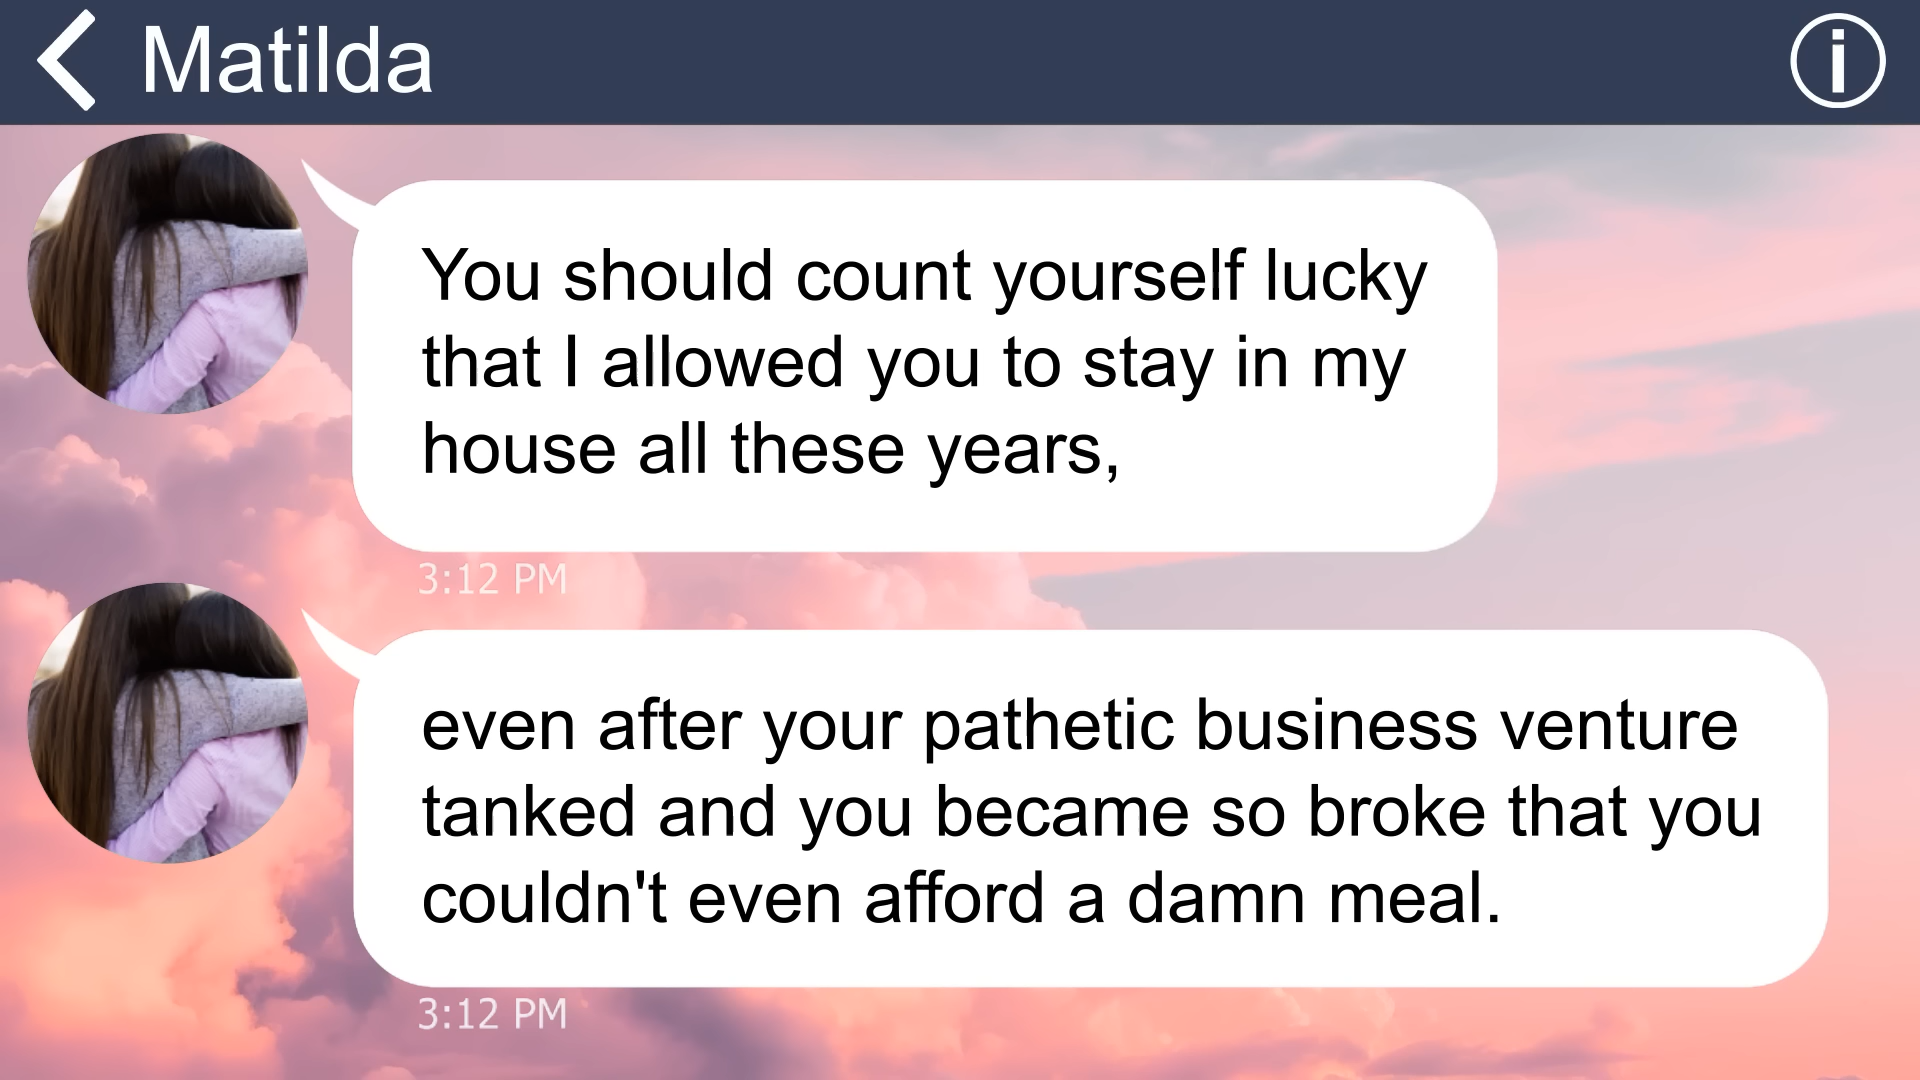 Matilda
You should count yourself lucky
that I allowed you to stay in my
house all these years,
3:12 PM
even after your pathetic business venture
tanked and you became so broke that you
couldn't even afford a damn meal.
3:12 PM